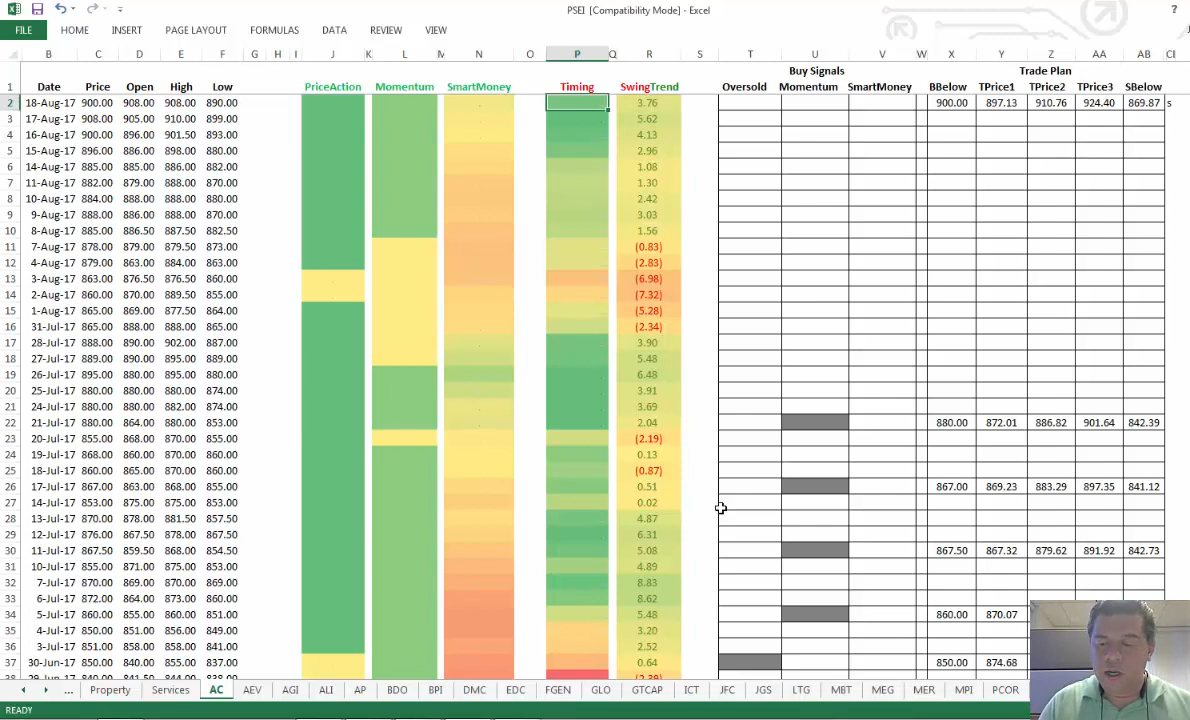 PSEI [Compatibility Mode] - Excel
?
FILE HOME INSERT PAGE LAYOUT FORMULAS DATA REVIEW VIEW
B C D E F G H I J K L M N O P Q R S T U V W X Y Z AA AB
Buy Signals Trade Plan
1 Date Price Open High Low PriceAction Momentum SmartMoney Timing SwingTrend Oversold Momentum SmartMoney BBelow TPrice1 TPrice2 TPrice3 SBelow
2 18-Aug-17 900.00 908.00 908.00 890.00 3.76 900.00 897.13 910.76 924.40 869.87 s
3 17-Aug-17 908.00 905.00 910.00 899.00 5.62
4 16-Aug-17 900.00 896.00 901.50 893.00 4.13
5 15-Aug-17 896.00 886.00 898.00 880.00 2.96
6 14-Aug-17 885.00 885.00 886.00 882.00 1.08
7 11-Aug-17 882.00 879.00 888.00 870.00 1.30
8 10-Aug-17 884.00 888.00 888.00 880.00 2.42
9 9-Aug-17 888.00 886.00 888.00 870.00 3.03
10 8-Aug-17 885.00 886.50 887.50 882.50 1.56
11 7-Aug-17 878.00 879.00 879.50 873.00 (0.83)
12 4-Aug-17 879.00 863.00 884.00 863.00 (2.83)
13 3-Aug-17 863.00 876.50 876.50 860.00 (6.98)
14 2-Aug-17 860.00 870.00 889.50 855.00 (7.32)
15 1-Aug-17 865.00 869.00 877.50 864.00 (5.28)
16 31-Jul-17 865.00 888.00 888.00 865.00 (2.34)
17 28-Jul-17 888.00 890.00 902.00 887.00 3.90
18 27-Jul-17 889.00 890.00 895.00 889.00 5.48
19 26-Jul-17 895.00 880.00 895.00 880.00 6.48
20 25-Jul-17 880.00 880.00 880.00 874.00 3.91
21 24-Jul-17 880.00 880.00 882.00 874.00 3.69
22 21-Jul-17 880.00 864.00 880.00 853.00 2.04 880.00 872.01 886.82 901.64 842.39
23 20-Jul-17 855.00 868.00 870.00 855.00 (2.19)
24 19-Jul-17 868.00 860.00 870.00 860.00 0.13
25 18-Jul-17 860.00 865.00 870.00 860.00 (0.87)
26 17-Jul-17 867.00 863.00 868.00 855.00 0.51 867.00 869.23 883.29 897.35 841.12
27 14-Jul-17 853.00 875.00 875.00 853.00 0.02
28 13-Jul-17 870.00 878.00 881.50 857.50 4.87
29 12-Jul-17 876.00 867.50 878.00 867.50 6.31
30 11-Jul-17 867.50 859.50 868.00 854.50 5.08 867.50 867.32 879.62 891.92 842.73
31 10-Jul-17 855.00 871.00 875.00 853.00 4.89
32 7-Jul-17 870.00 869.00 870.00 869.00 8.83
33 6-Jul-17 872.00 864.00 873.00 860.00 8.62
34 5-Jul-17 860.00 855.00 860.00 851.00 5.48 860.00 870.07
35 4-Jul-17 850.00 851.00 856.00 849.00 3.20
36 3-Jul-17 851.00 858.00 858.00 841.00 2.52
37 30-Jun-17 850.00 840.00 855.00 837.00 0.64 850.00 874.68
... Property Services AC AEV AGI ALI AP BDO BPI DMC EDC FGEN GLO GTCAP ICT JFC JGS LTG MBT MEG MER MPI PCOR
READY